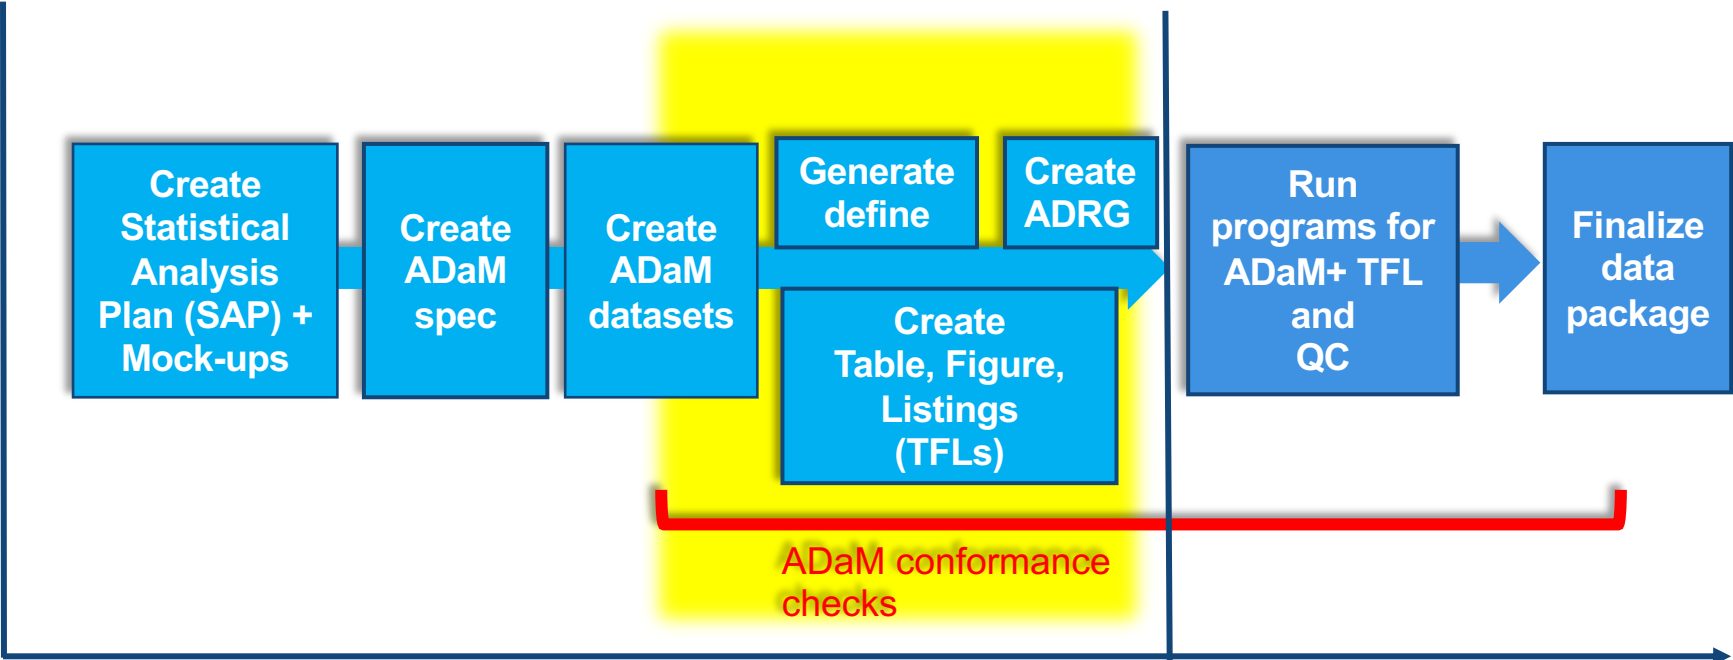 Create
Statistical
Analysis
Plan (SAP) +
Mock-ups
Create
ADaM
spec
Create
ADaM
datasets
Generate
define
Create
ADRG
Create
Table, Figure,
Listings
(TFLs)
Run
programs for
ADaM+ TFL
and
QC
Finalize
data
package
ADaM conformance
checks